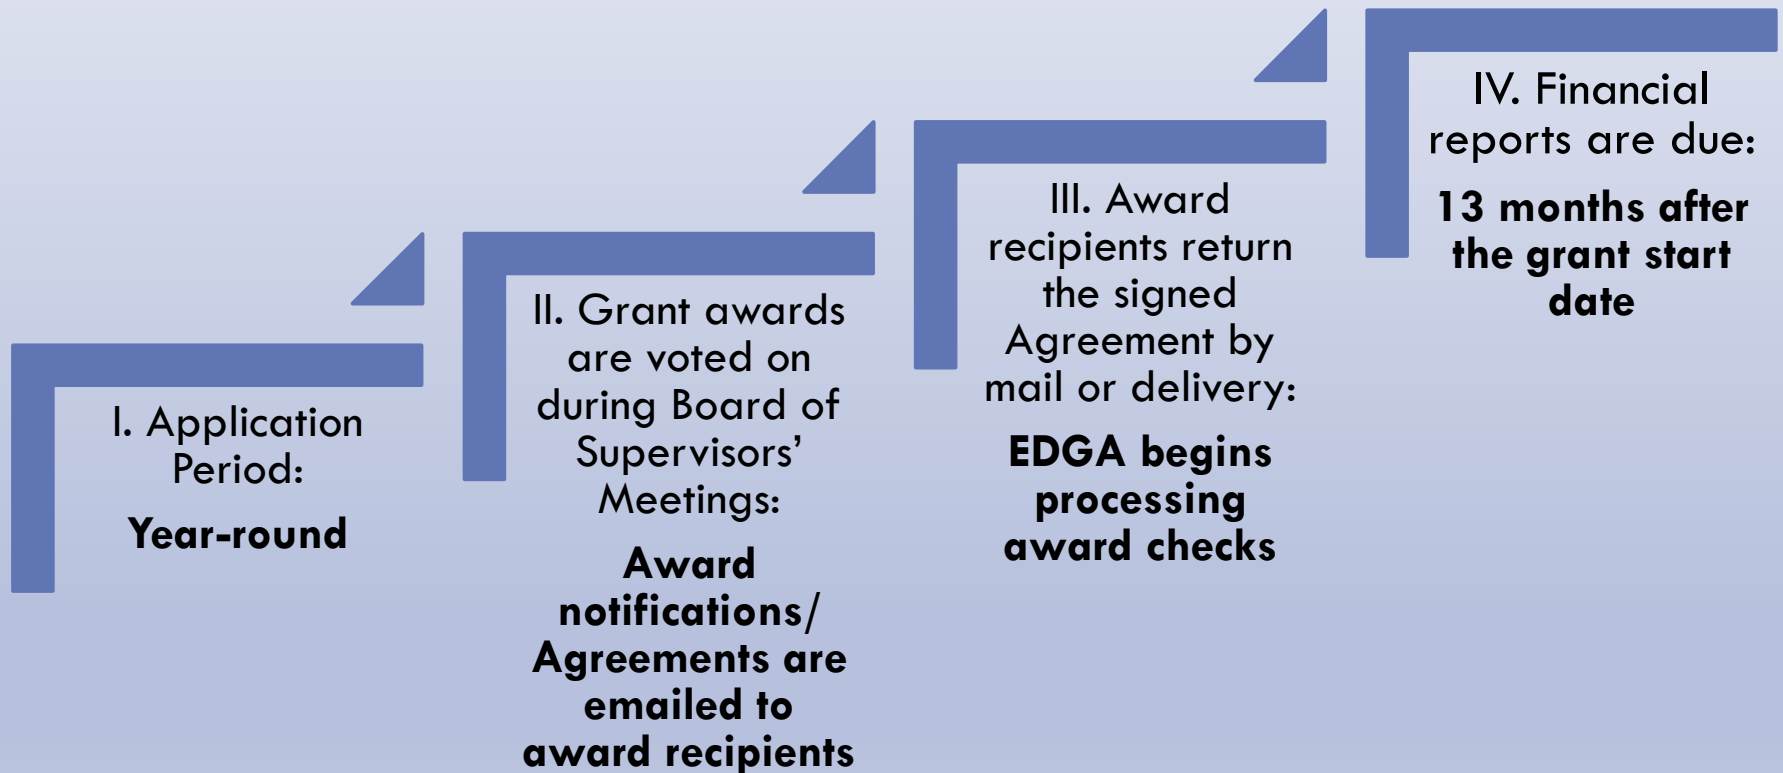 I. Application
Period:
Year-round
II. Grant awards
are voted on
during Board of
Supervisors’
Meetings:
Award
notifications/
Agreements are
emailed to
award recipients
III. Award
recipients return
the signed
Agreement by
mail or delivery:
EDGA begins
processing
award checks
IV. Financial
reports are due:
13 months after
the grant start
date